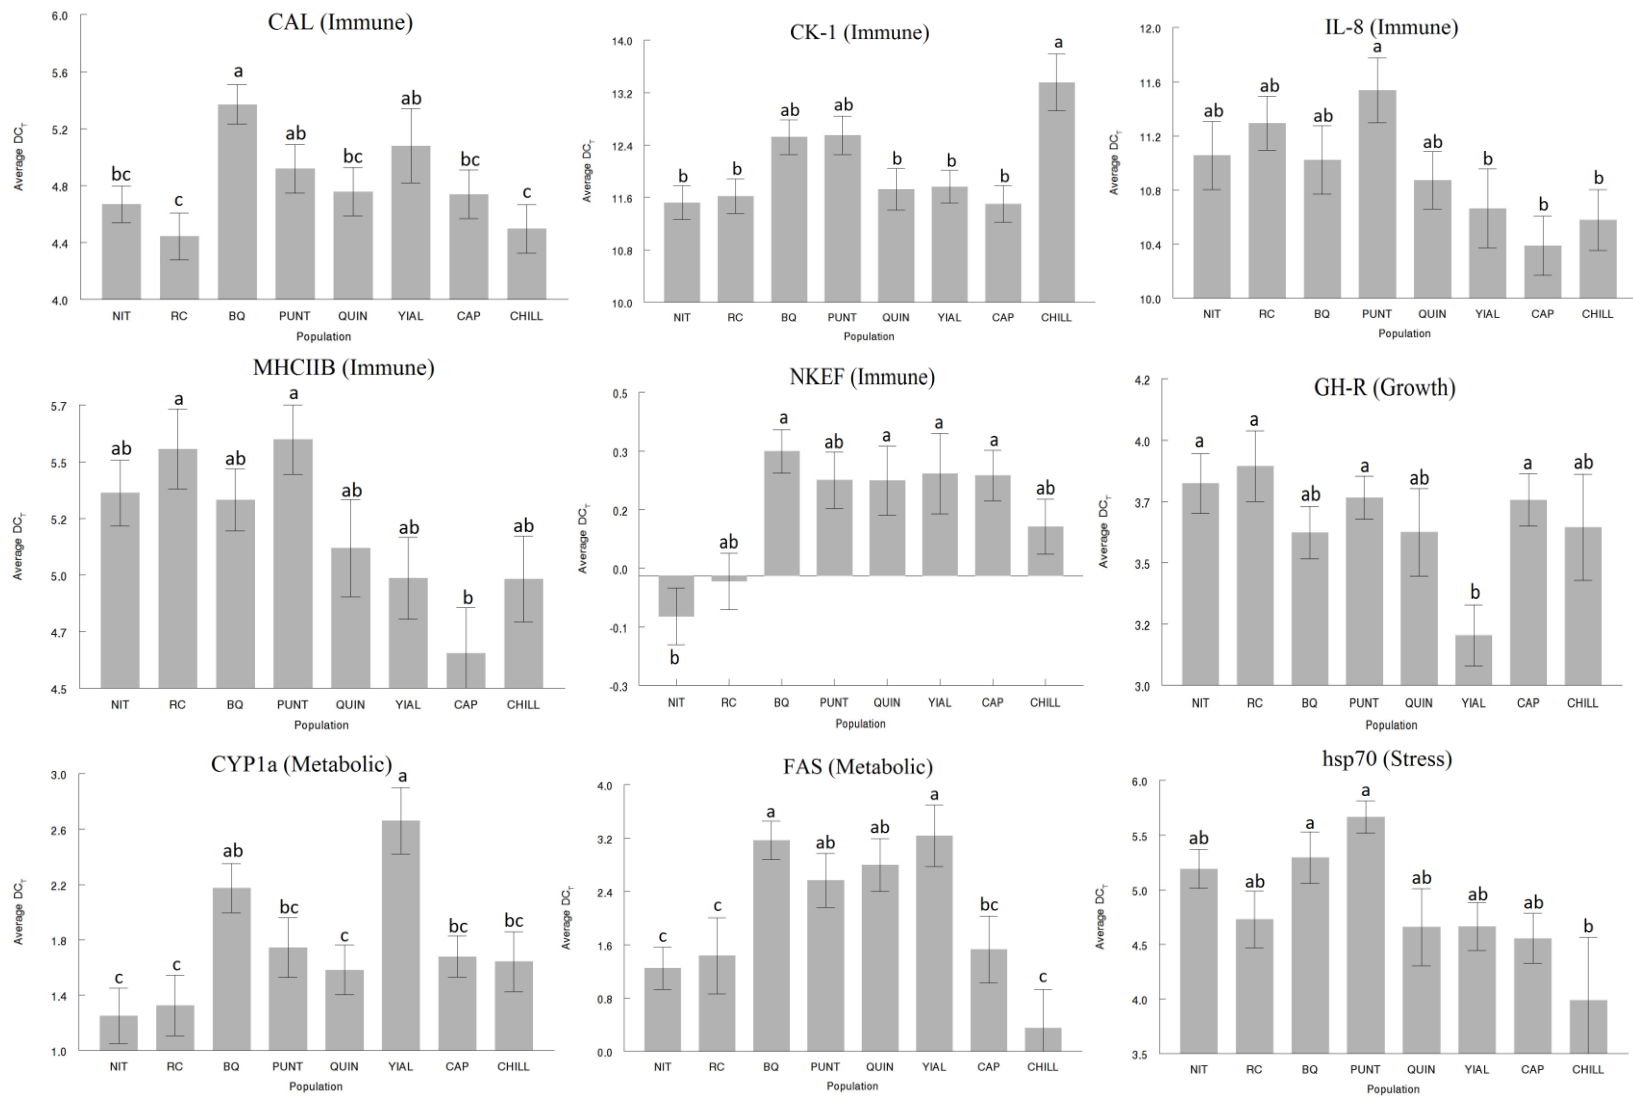 CAL (Immune)
6.0
5.6
5.2
4.8
4.4
4.0
Average DCT
a
ab
ab
bc
bc
bc
c
c
NIT RC BQ PUNT QUIN YIAL CAP CHILL
Population
CK-1 (Immune)
14.0
13.2
12.4
11.6
10.8
10.0
Average DCT
b
b
ab
ab
b
b
b
a
NIT RC BQ PUNT QUIN YIAL CAP CHILL
Population
IL-8 (Immune)
12.0
11.6
11.2
10.8
10.4
10.0
Average DCT
ab
ab
ab
a
ab
b
b
b
NIT RC BQ PUNT QUIN YIAL CAP CHILL
Population
MHCIIB (Immune)
5.7
5.5
5.2
5.0
4.7
4.5
Average DCT
ab
a
ab
a
ab
ab
b
ab
NIT RC BQ PUNT QUIN YIAL CAP CHILL
Population
NKEF (Immune)
0.5
0.3
0.2
0.0
-0.1
-0.3
Average DCT
b
ab
a
ab
a
a
a
ab
NIT RC BQ PUNT QUIN YIAL CAP CHILL
Population
GH-R (Growth)
4.2
4.0
3.7
3.5
3.2
3.0
Average DCT
a
a
ab
a
ab
b
a
ab
NIT RC BQ PUNT QUIN YIAL CAP CHILL
Population
CYP1a (Metabolic)
3.0
2.6
2.2
1.8
1.4
1.0
Average DCT
c
c
ab
bc
c
a
bc
bc
NIT RC BQ PUNT QUIN YIAL CAP CHILL
Population
FAS (Metabolic)
4.0
3.2
2.4
1.6
0.8
0.0
Average DCT
c
c
a
ab
ab
a
bc
c
NIT RC BQ PUNT QUIN YIAL CAP CHILL
Population
hsp70 (Stress)
6.0
5.5
5.0
4.5
4.0
3.5
Average DCT
ab
ab
a
a
ab
ab
ab
b
NIT RC BQ PUNT QUIN YIAL CAP CHILL
Population